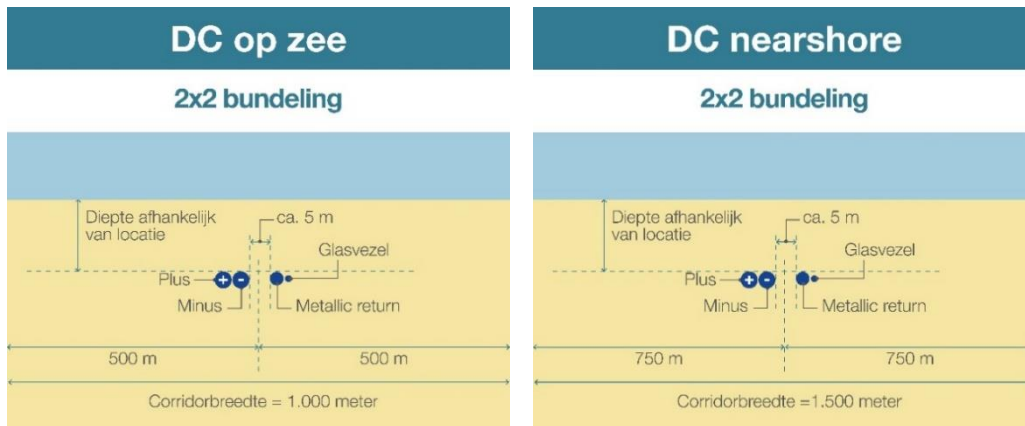 DC op zee
2x2 bundeling
Diepte afhankelijk
van locatie
ca. 5 m
Glasvezel
Plus
+ -
Minus
Metallic return
500 m
500 m
Corridorbreedte = 1.000 meter
DC nearshore
2x2 bundeling
Diepte afhankelijk
van locatie
ca. 5 m
Glasvezel
Plus
+ -
Minus
Metallic return
750 m
750 m
Corridorbreedte =1.500 meter